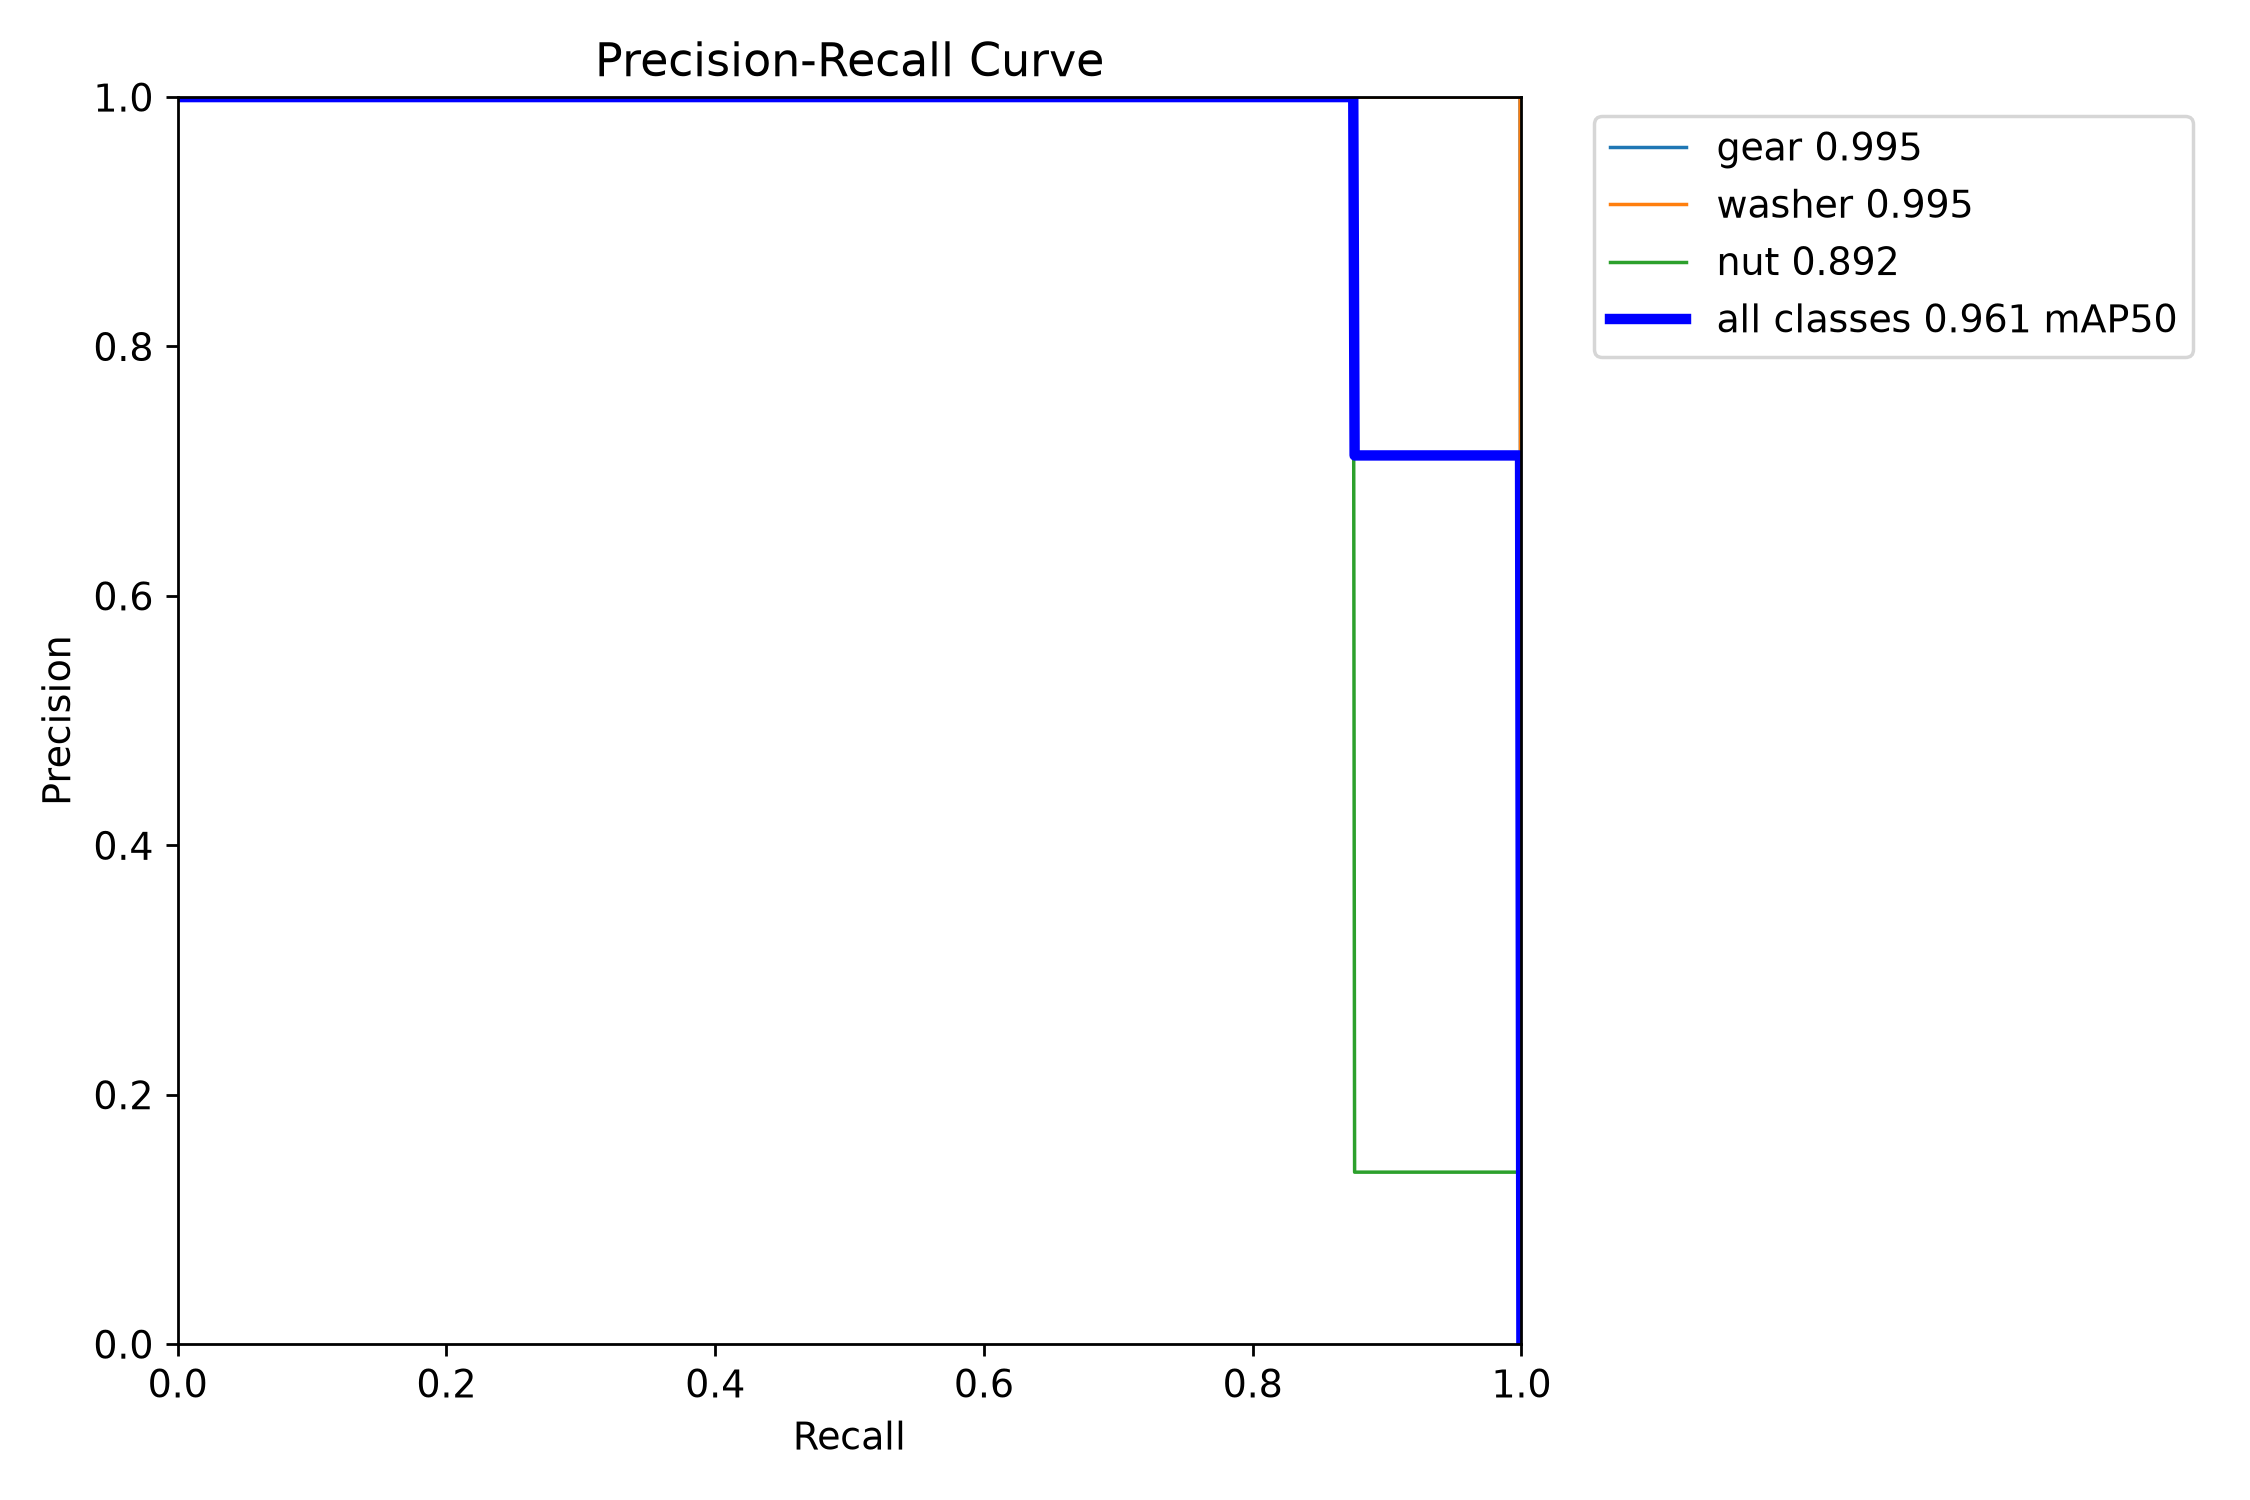 Precision-Recall Curve
1.0
0.8
0.6
0.4
0.2
0.0
Precision
0.0 0.2 0.4 0.6 0.8 1.0
Recall
gear 0.995
washer 0.995
nut 0.892
all classes 0.961 mAP50